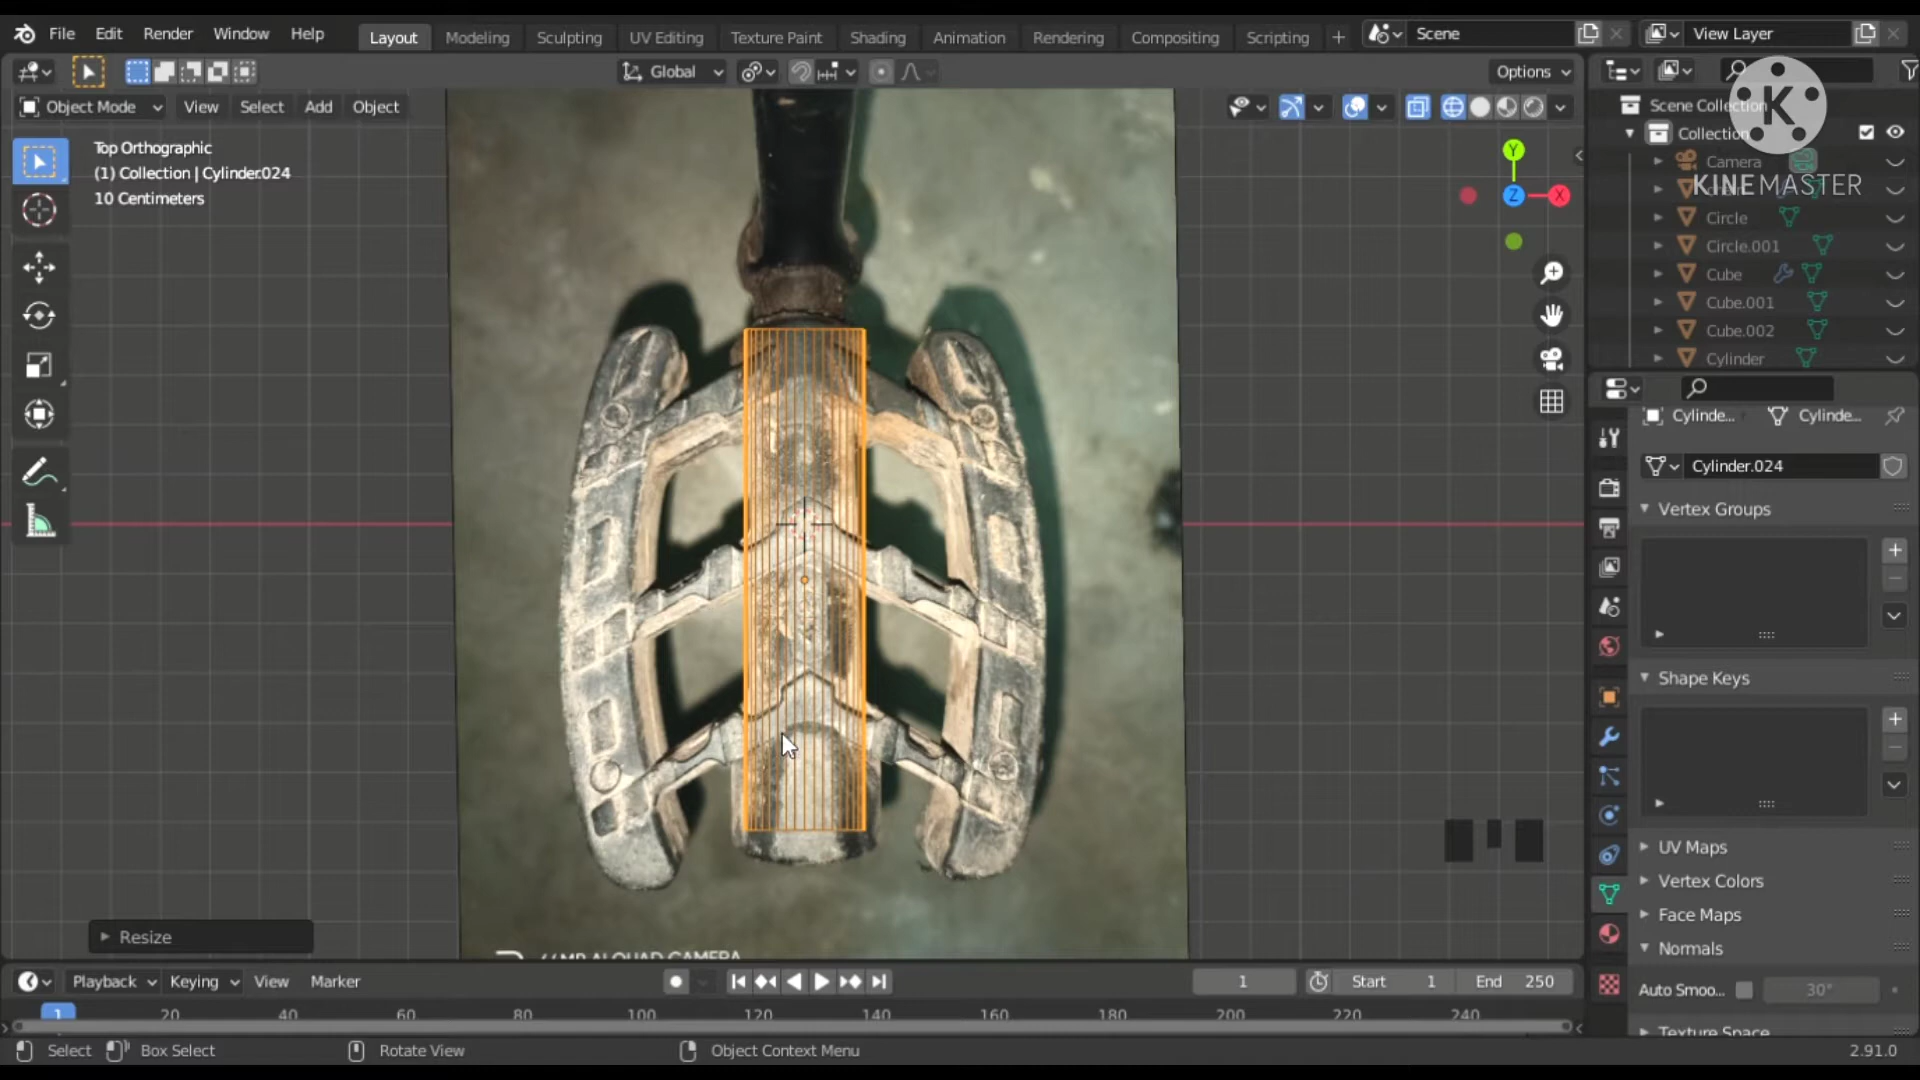 File Edit Render Window Help Layout Modeling Sculpting UV Editing Texture Paint Shading Animation Rendering Compositing Scripting + Scene View Layer
Global Options
Object Mode View Select Add Object
Top Orthographic
(1) Collection | Cylinder.024
10 Centimeters
Y
Z X
Scene Collection
Collection
Camera
KINEMASTER
K
Circle
Circle.001
Cube
Cube.001
Cube.002
Cylinder
Cylinde... Cylinde...
Cylinder.024
Vertex Groups
Shape Keys
UV Maps
Vertex Colors
Face Maps
Normals
Auto Smoo... 30°
Texture Space
Resize
QUAD CAMERA
Playback Keying View Marker 1 Start 1 End 250
1 20 40 60 80 100 120 140 160 180 200 220 240
Select Box Select Rotate View Object Context Menu 2.91.0